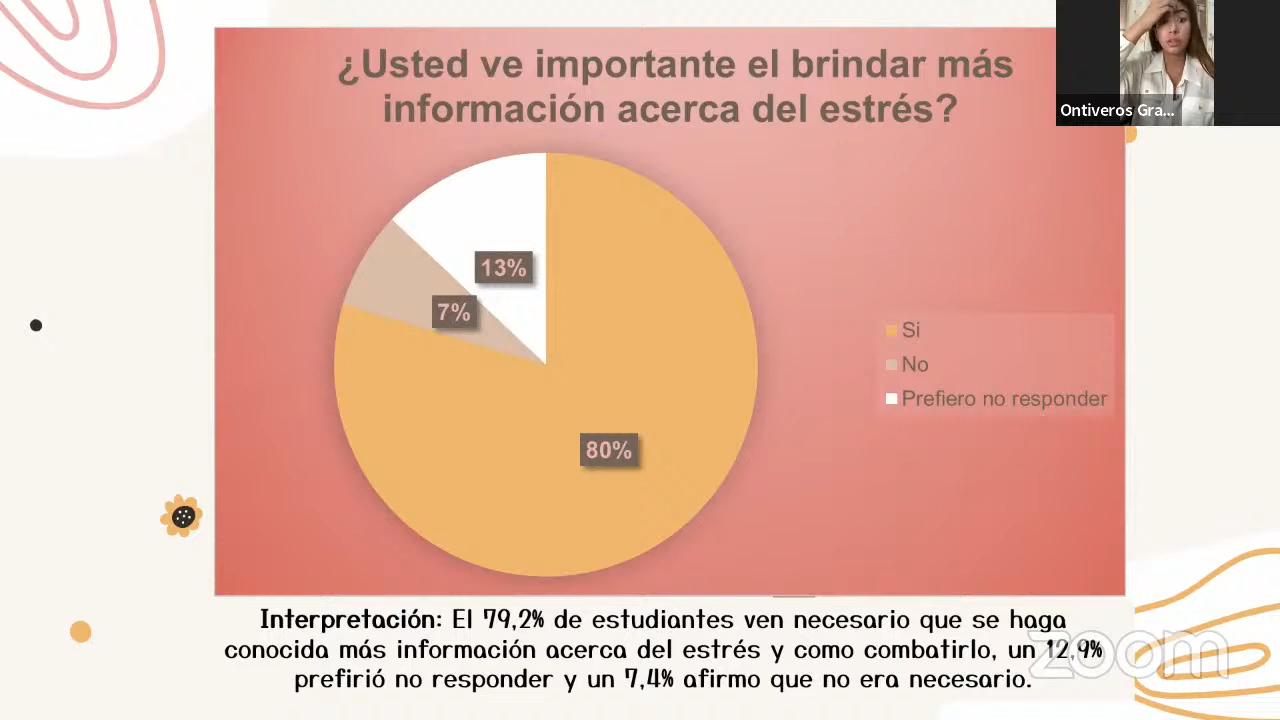 ¿Usted ve importante el brindar más
información acerca del estrés?
Ontiveros Gra...
13%
7%
80%
Si
No
Prefiero no responder
Interpretación: El 79,2% de estudiantes ven necesario que se haga
conocida más información acerca del estrés y como combatirlo, un 12,9%
prefirió no responder y un 7,4% afirmo que no era necesario.
zoom